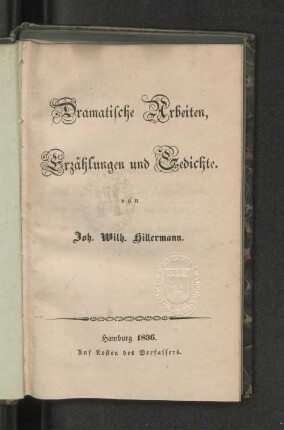 Dramatische Arbeiten,
Erzählungen und Gedichte.
von
Joh. Wilh. Hillermann.
Hamburg 1836.
Auf Kosten des Verfassers.